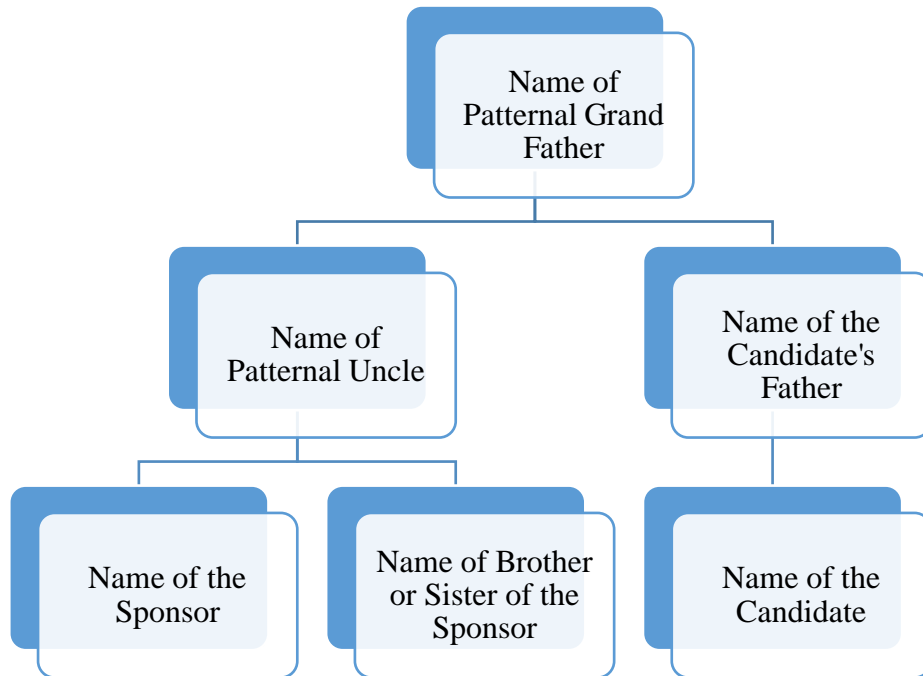 Name of
Patternal Grand
Father
Name of
Patternal Uncle
Name of the
Candidate's
Father
Name of the
Sponsor
Name of Brother
or Sister of the
Sponsor
Name of the
Candidate